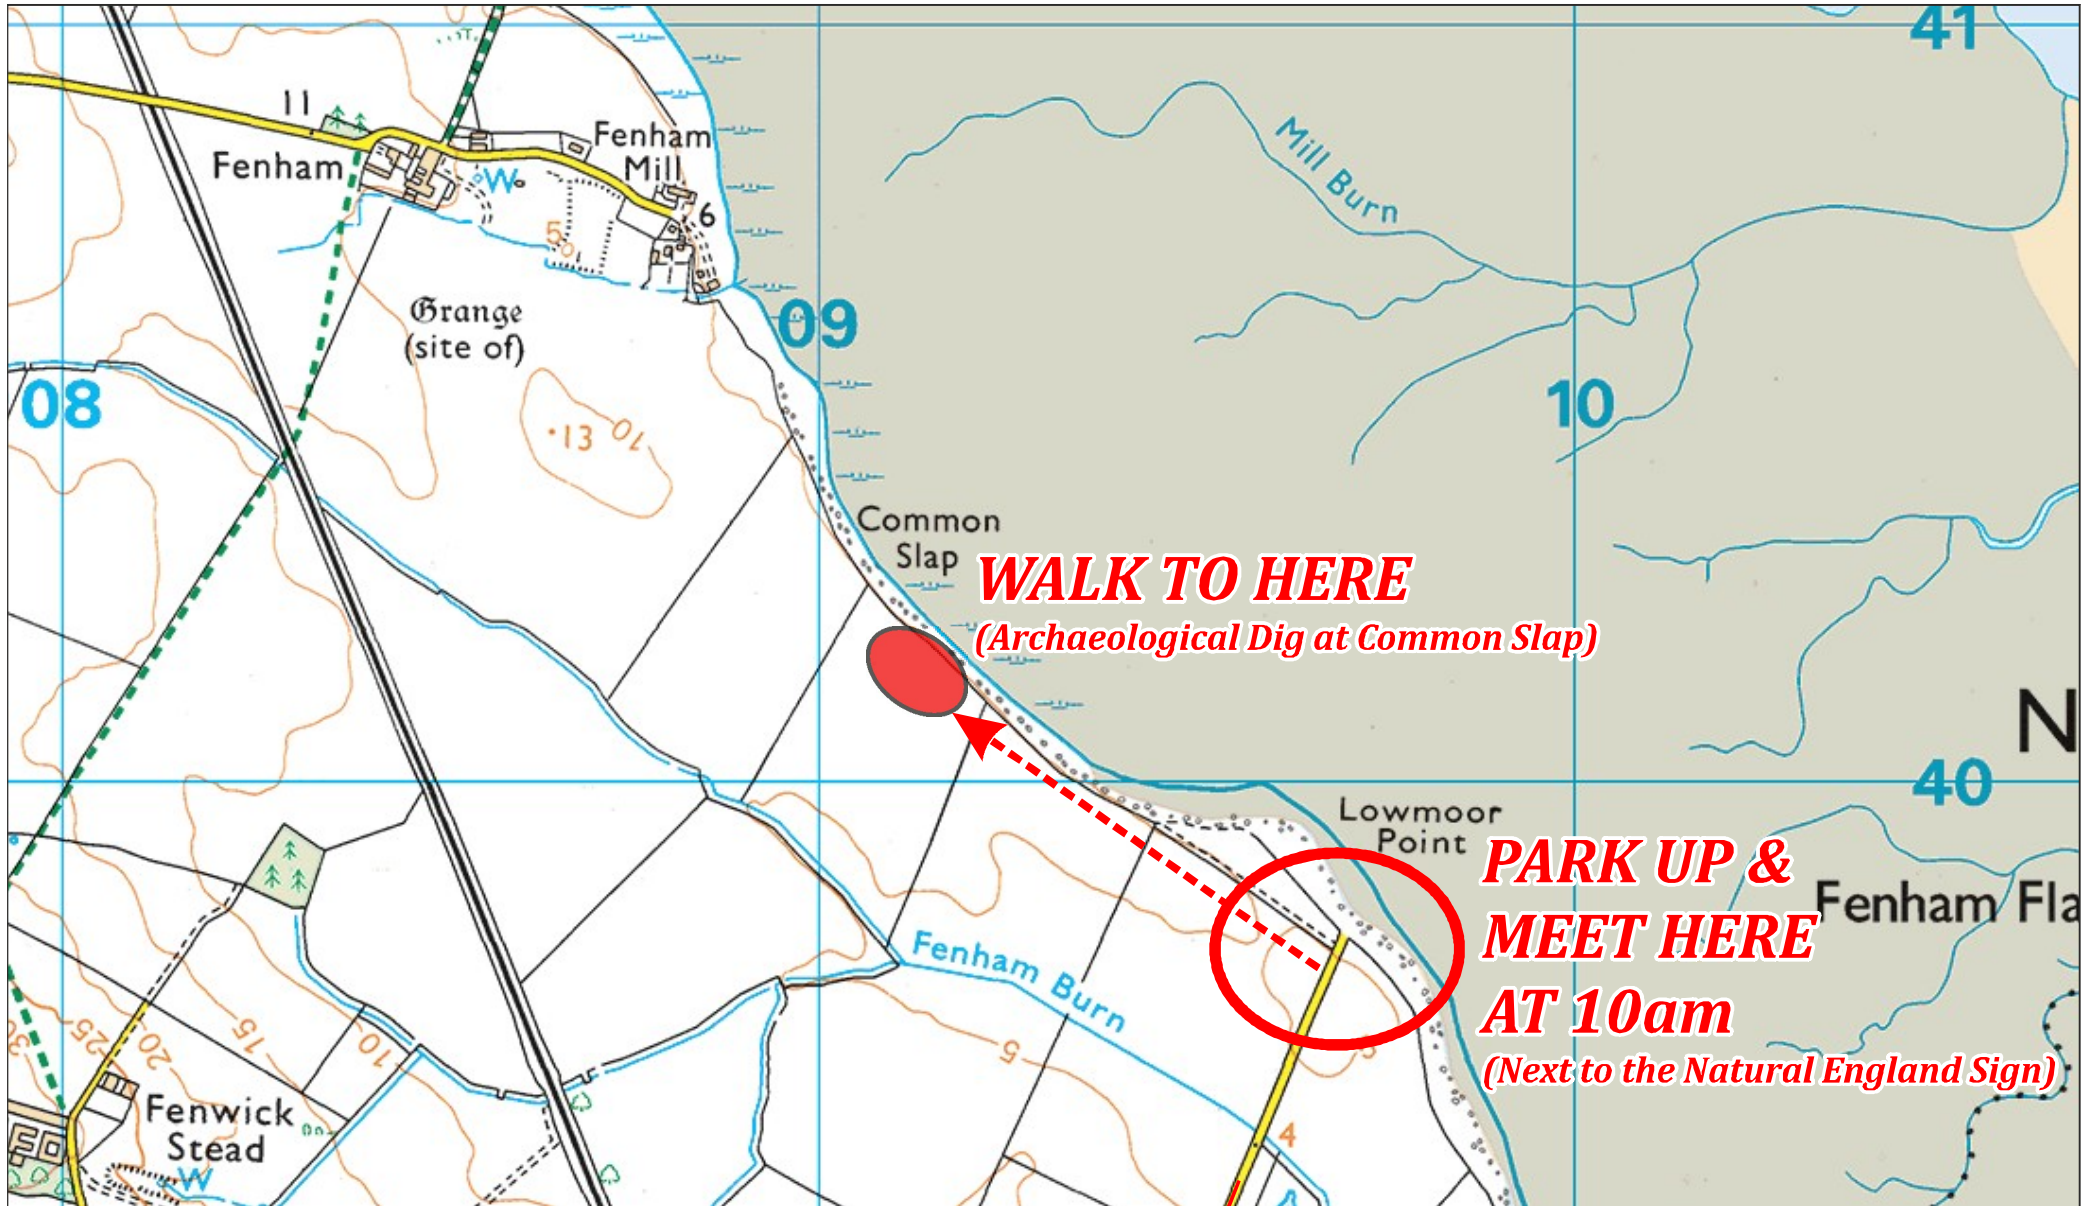 41
11
Fenham
Fenham
Mill
W
6
50
Grange
(site of)
09
08
10
Mill Burn
13
10
Common
Slap
WALK TO HERE
(Archaeological Dig at Common Slap)
N
40
Lowmoor
Point
PARK UP &
MEET HERE
AT 10am
(Next to the Natural England Sign)
Fenham Fla
Fenham Burn
5
25
20
15
10
4
Fenwick
Stead
W